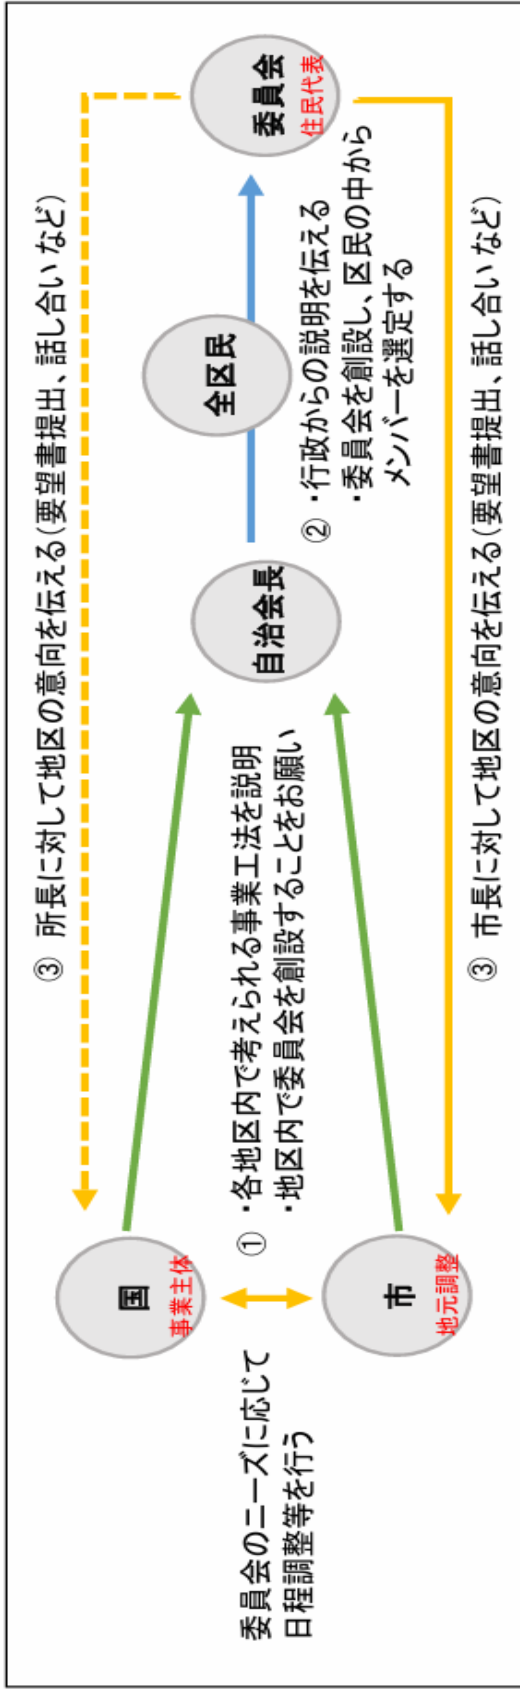 ③ 所長に対して地区の意向を伝える(要望書提出、話し合い など)
国
事業主体
委員会のニーズに応じて
日程調整等を行う
市
地元調整
① ・各地区内で考えられる事業工法を説明
・地区内で委員会を創設することをお願い
自治会長
全区民
② ・行政からの説明を伝える
・委員会を創設し、区民の中から
メンバーを選定する
委員会
住民代表
③ 市長に対して地区の意向を伝える(要望書提出、話し合い など)